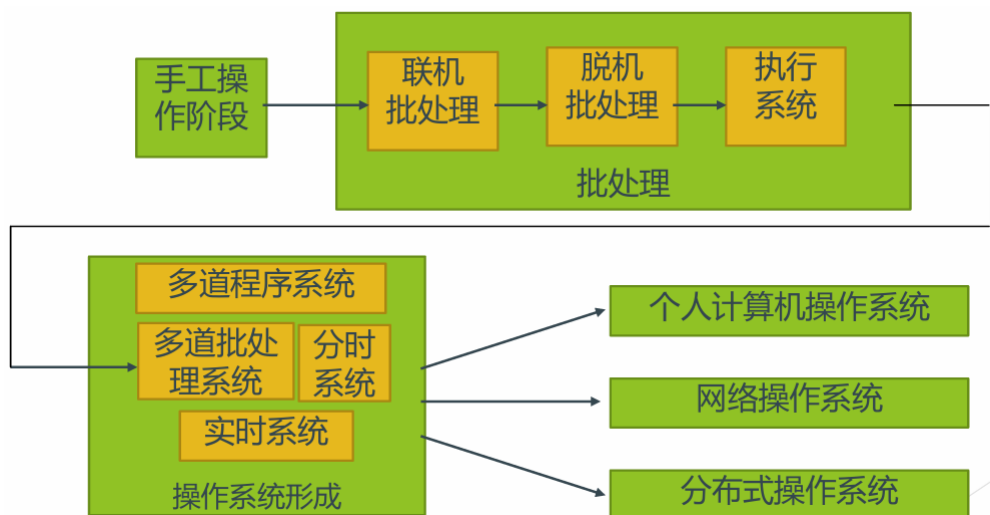 手工操
作阶段
联机
批处理
脱机
批处理
执行
系统
批处理
多道程序系统
多道批处
理系统
分时
系统
实时系统
操作系统形成
个人计算机操作系统
网络操作系统
分布式操作系统